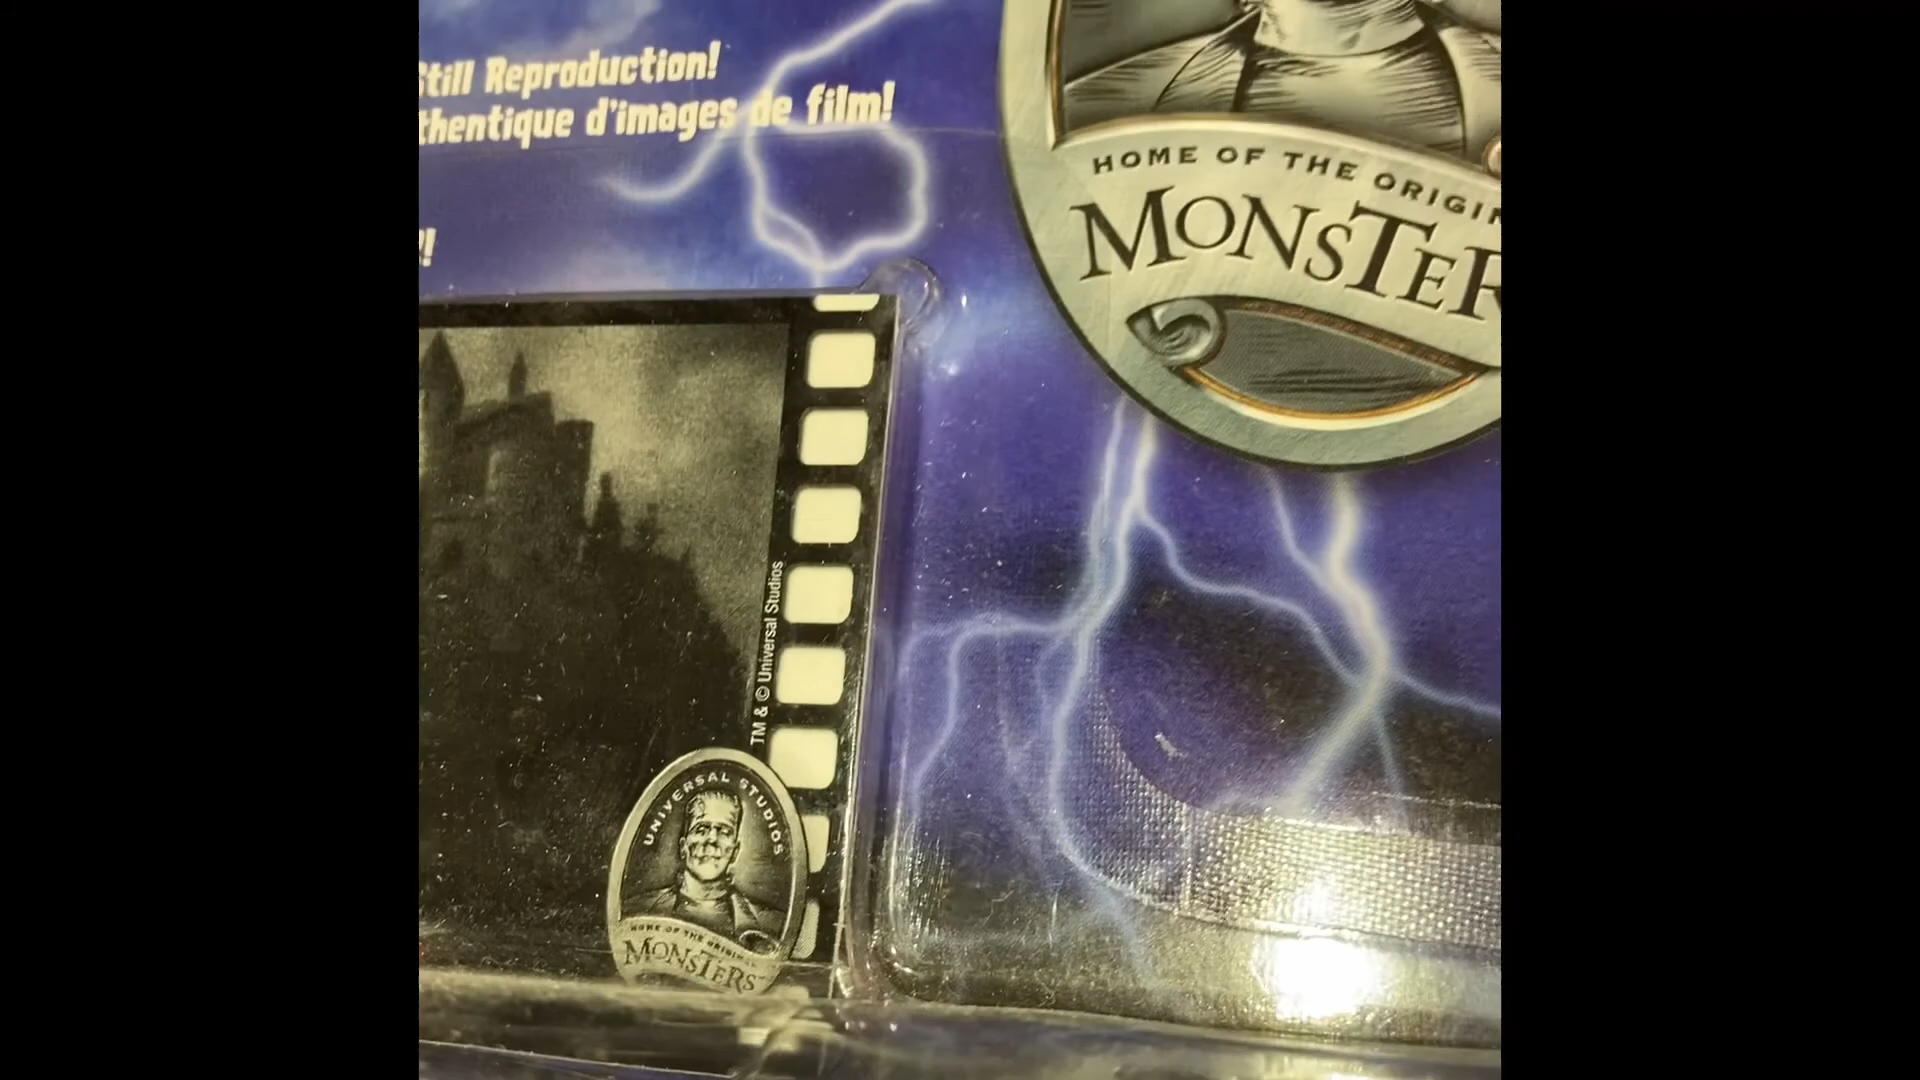 Still Reproduction!
thentique d'images de film!
!
HOME OF THE ORIGIN
MONSTER
TM & © Universal Studios
UNIVERSAL STUDIOS
HOME OF THE ORIGINAL
MONSTERS